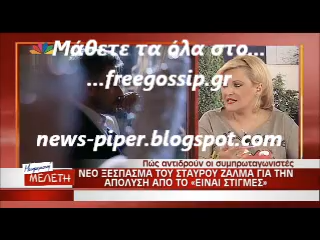 Μάθετε τα όλα στο...
...freegossip.gr
news-piper.blogspot.com
Πώς αντιδρούν οι συμπρωταγωνιστές
Μεσημεριανή
ΜΕΛΕΤΗ
ΝΕΟ ΞΕΣΠΑΣΜΑ ΤΟΥ ΣΤΑΥΡΟΥ ΖΑΛΜΑ ΓΙΑ ΤΗΝ
ΑΠΟΛΥΣΗ ΑΠΟ ΤΟ «ΕΙΝΑΙ ΣΤΙΓΜΕΣ»